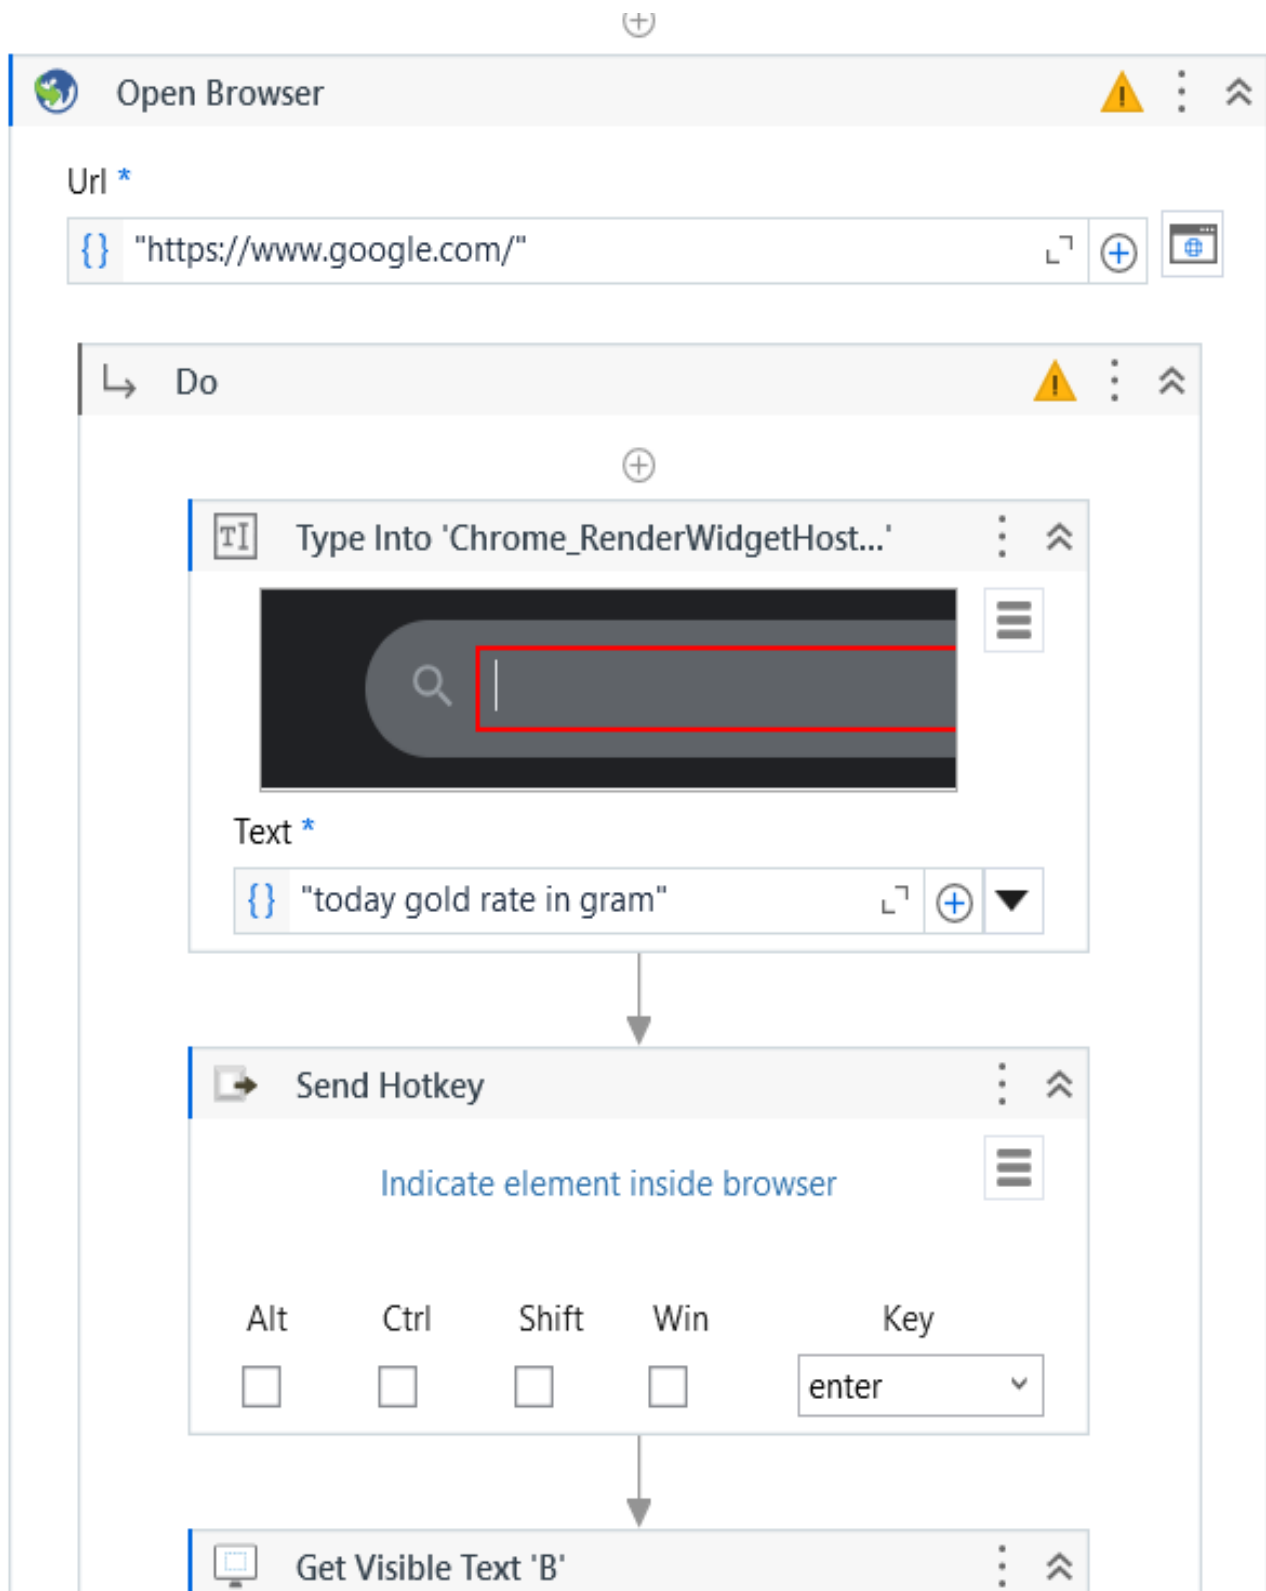 Open Browser
Url *
{} "https://www.google.com/"
Do
TI Type Into 'Chrome_RenderWidgetHost...'
Text *
{} "today gold rate in gram"
Send Hotkey
Indicate element inside browser
Alt Ctrl Shift Win Key
enter
Get Visible Text 'B'